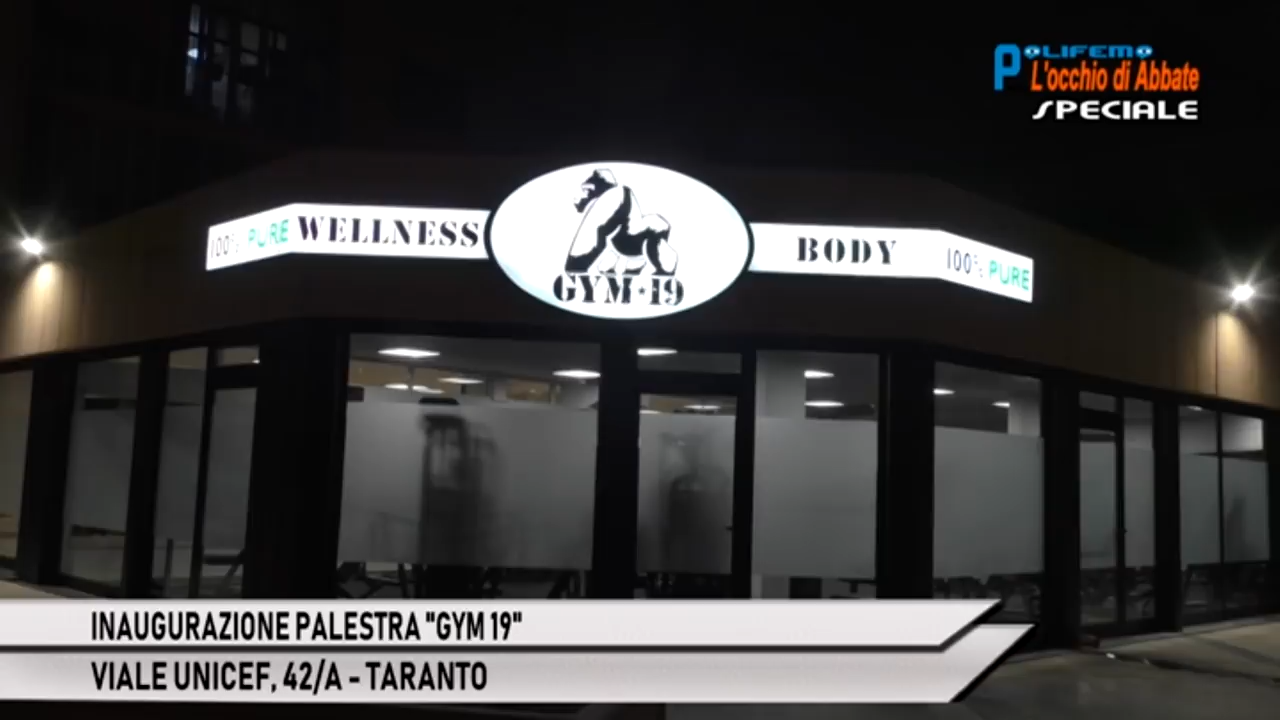 POLIFEMO
L'occhio di Abbate
SPECIALE
100% PURE WELLNESS
GYM★19
BODY 100% PURE
INAUGURAZIONE PALESTRA "GYM 19"
VIALE UNICEF, 42/A - TARANTO